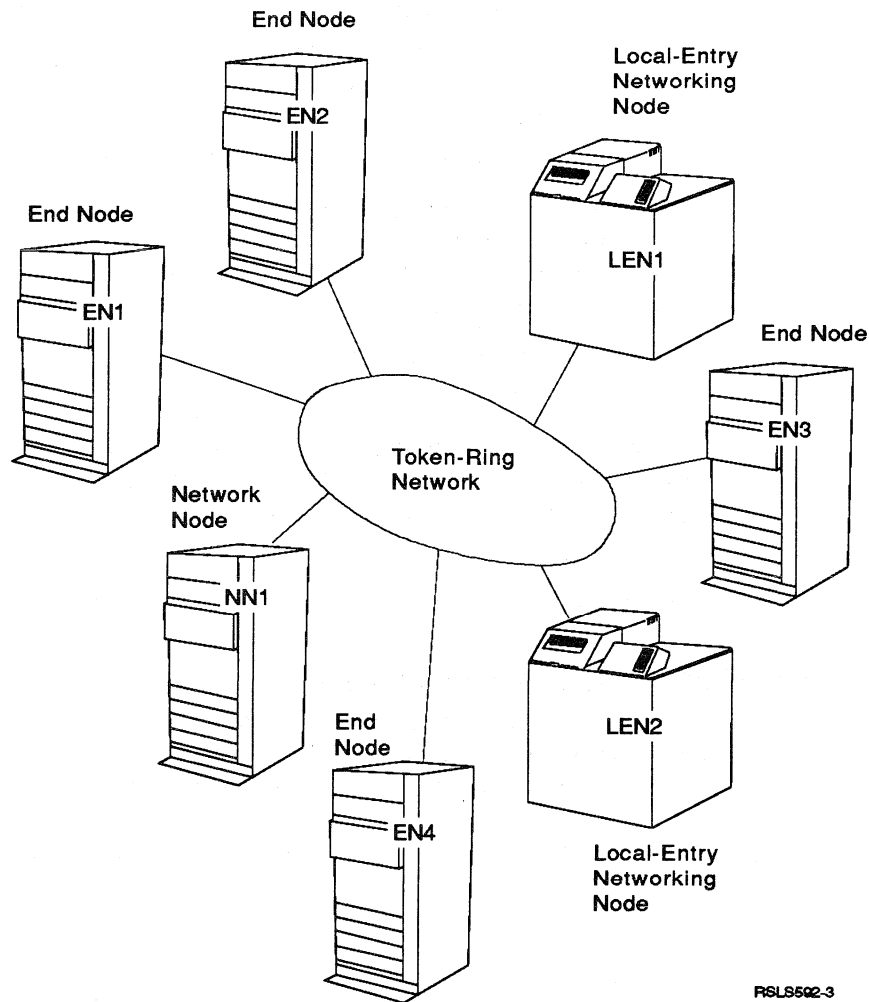 End Node
EN2
Local-Entry
Networking
Node
LEN1
End Node
EN1
End Node
EN3
Token-Ring
Network
Network
Node
NN1
LEN2
End
Node
EN4
Local-Entry
Networking
Node
RSLS592-3